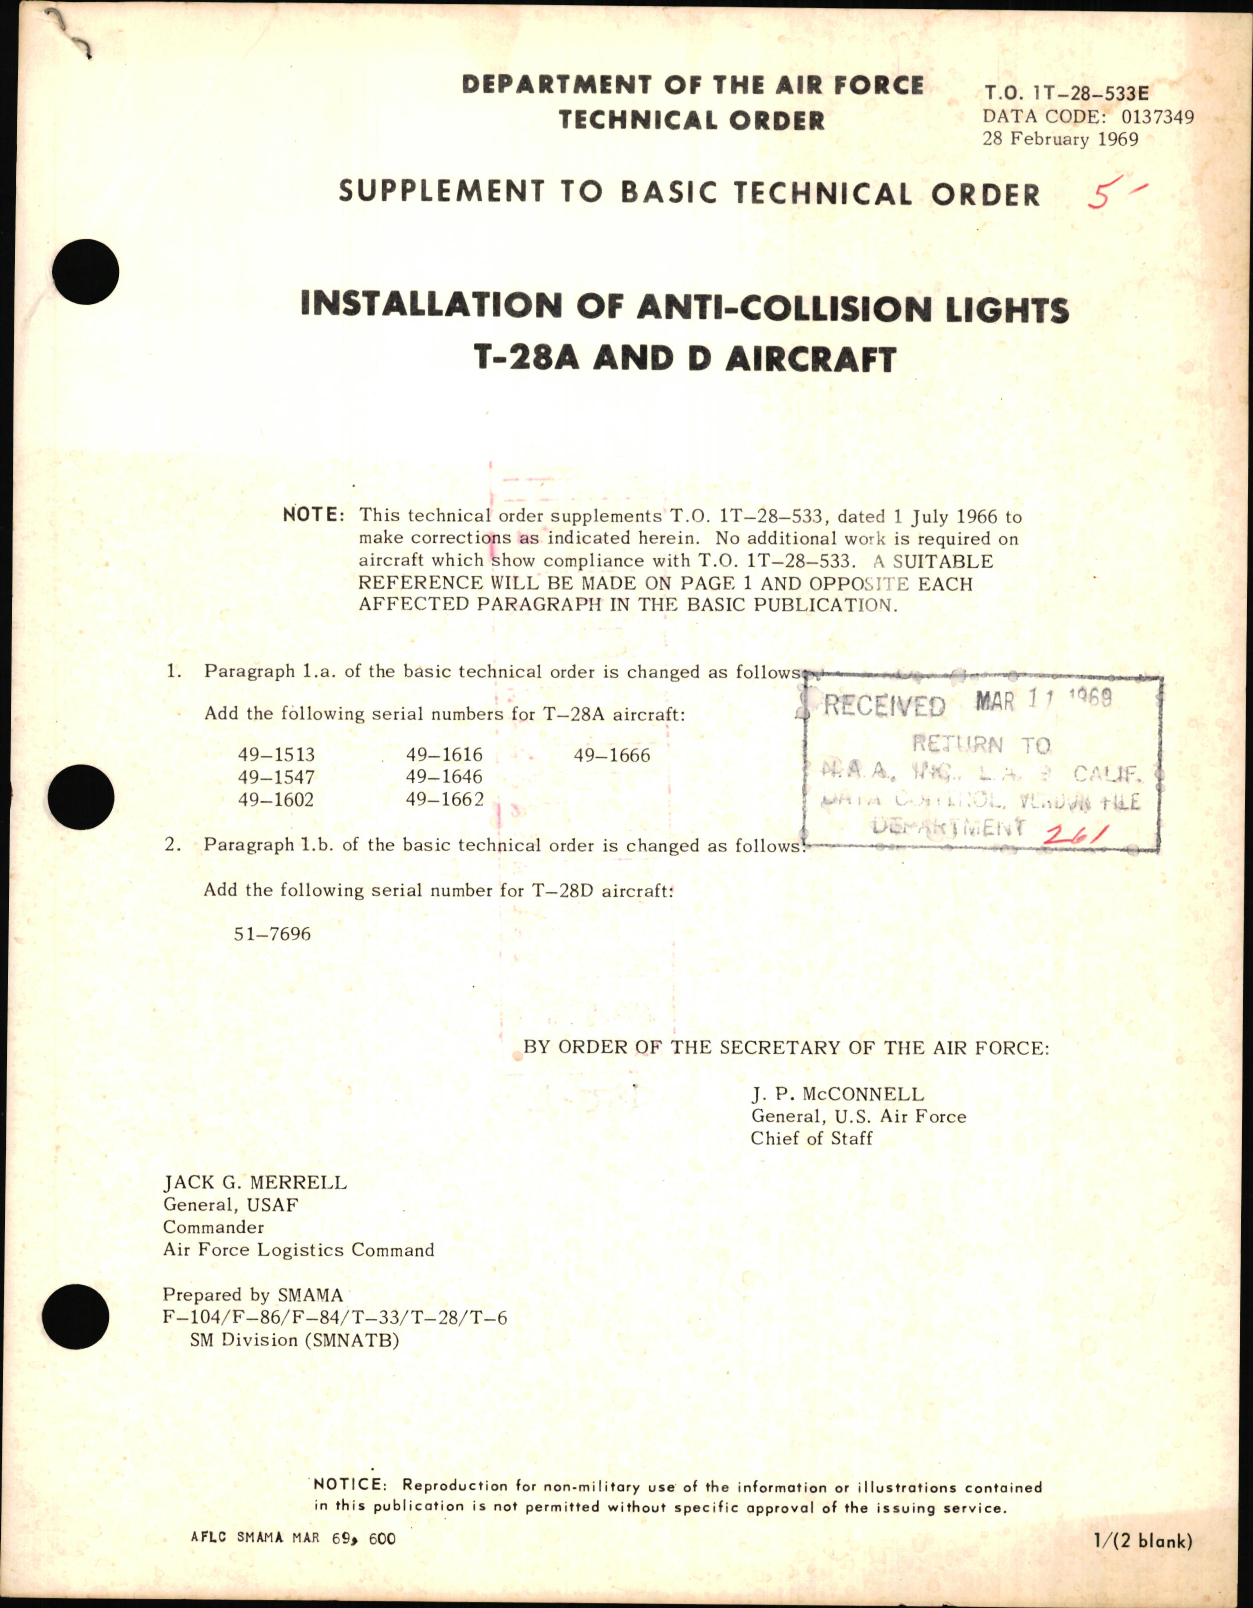 DEPARTMENT OF THE AIR FORCE
TECHNICAL ORDER
T.O. 1T—28—533E
DATA CODE: 0137349
28 February 1969
SUPPLEMENT TO BASIC TECHNICAL ORDER
5
INSTALLATION OF ANTI-COLLISION LIGHTS
T-28A AND D AIRCRAFT
NOTE: This technical order supplements T.O. 1T—28—533, dated 1 July 1966 to
make corrections as indicated herein. No additional work is required on
aircraft which show compliance with T.O. 1T—28—533. A SUITABLE
REFERENCE WILL BE MADE ON PAGE 1 AND OPPOSITE EACH
AFFECTED PARAGRAPH IN THE BASIC PUBLICATION.
1. Paragraph 1.a. of the basic technical order is changed as follows:
Add the following serial numbers for T—28A aircraft:
49-1513 49-1616 49-1666
49-1547 49-1646
49-1602 49-1662
RECEIVED MAR 11 1969
RETURN TO
N.A.A., INC., L.A. 9 CALIF.
DATA CONTROL, VENDOR FILE
DEPARTMENT 261
2. Paragraph 1.b. of the basic technical order is changed as follows:
Add the following serial number for T—28D aircraft:
51—7696
BY ORDER OF THE SECRETARY OF THE AIR FORCE:
J. P. McCONNELL
General, U.S. Air Force
Chief of Staff
JACK G. MERRELL
General, USAF
Commander
Air Force Logistics Command
Prepared by SMAMA
F—104/F—86/F—84/T—33/T—28/T—6
SM Division (SMNATB)
NOTICE: Reproduction for non-military use of the information or illustrations contained
in this publication is not permitted without specific approval of the issuing service.
AFLC SMAMA MAR 69, 600
1/(2 blank)